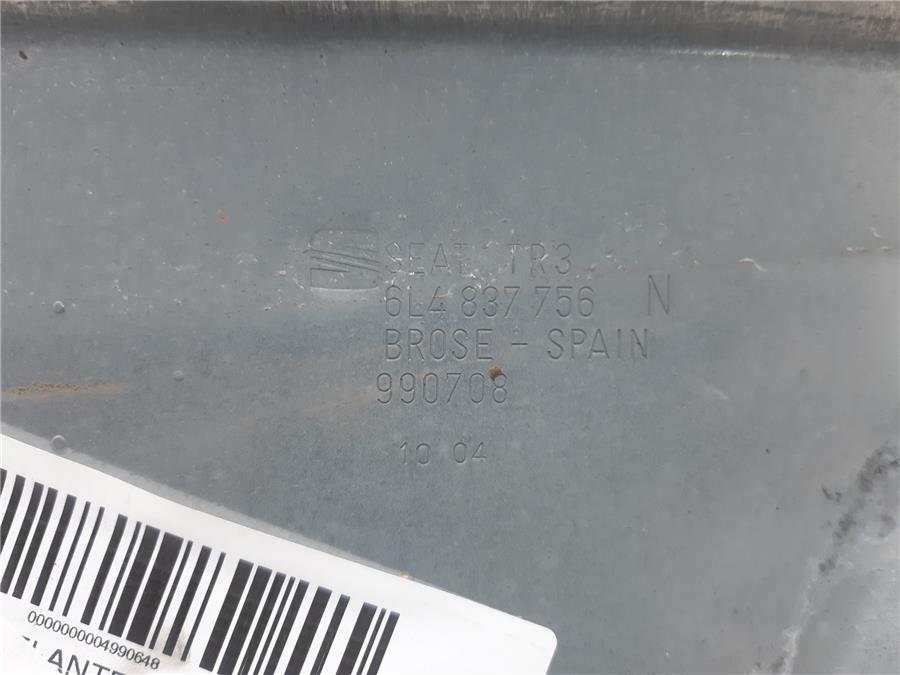 SEAT TR3
6L4 837 756 N
BROSE - SPAIN
990708
10 04
0000000004990648